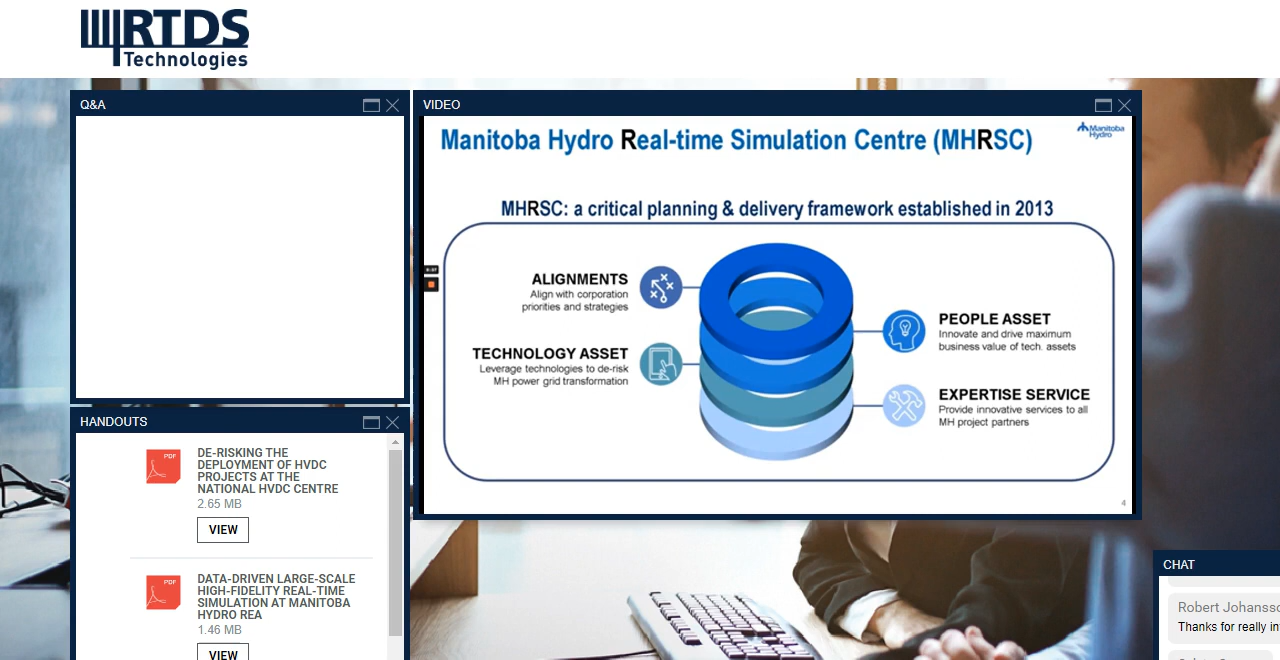 RTDS
Technologies
Q&A
VIDEO
Manitoba Hydro Real-time Simulation Centre (MHRSC)
Manitoba
Hydro
MHRSC: a critical planning & delivery framework established in 2013
ALIGNMENTS
Align with corporation
priorities and strategies
TECHNOLOGY ASSET
Leverage technologies to de-risk
MH power grid transformation
PEOPLE ASSET
Innovate and drive maximum
business value of tech. assets
EXPERTISE SERVICE
Provide innovative services to all
MH project partners
4
HANDOUTS
PDF
DE-RISKING THE
DEPLOYMENT OF HVDC
PROJECTS AT THE
NATIONAL HVDC CENTRE
2.65 MB
VIEW
PDF
DATA-DRIVEN LARGE-SCALE
HIGH-FIDELITY REAL-TIME
SIMULATION AT MANITOBA
HYDRO REA
1.46 MB
VIEW
CHAT
Robert Johansso
Thanks for really in